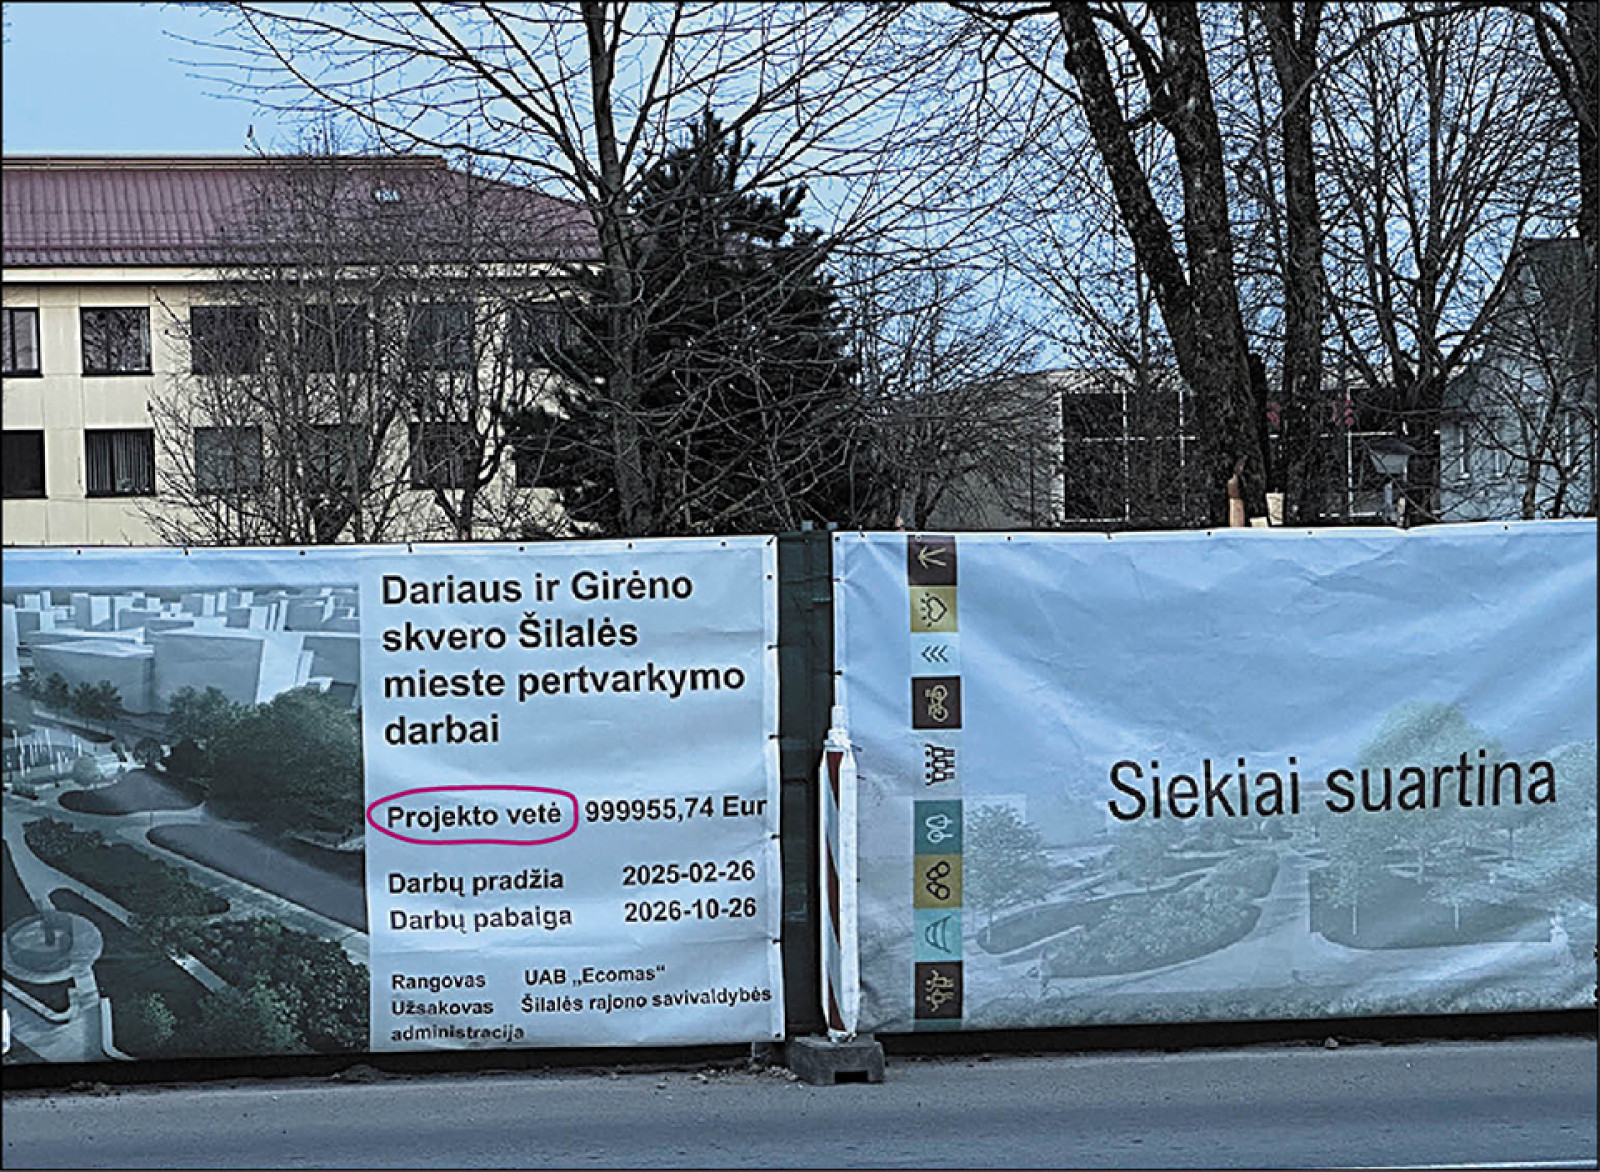 Dariaus ir Girėno
skvero Šilalės
mieste pertvarkymo
darbai
Projekto vetė 999955,74 Eur
Darbų pradžia 2025-02-26
Darbų pabaiga 2026-10-26
Rangovas UAB „Ecomas“
Užsakovas Šilalės rajono savivaldybės
administracija
Siekiai suartina